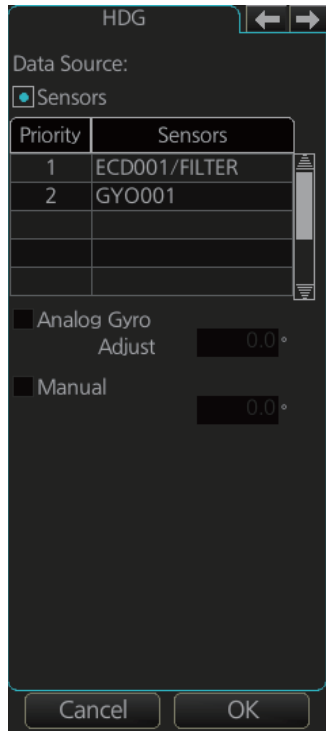 HDG
Data Source:
Sensors
Priority Sensors
1 ECD001/FILTER
2 GYO001
Analog Gyro
Adjust 0.0°
Manual
0.0°
Cancel OK